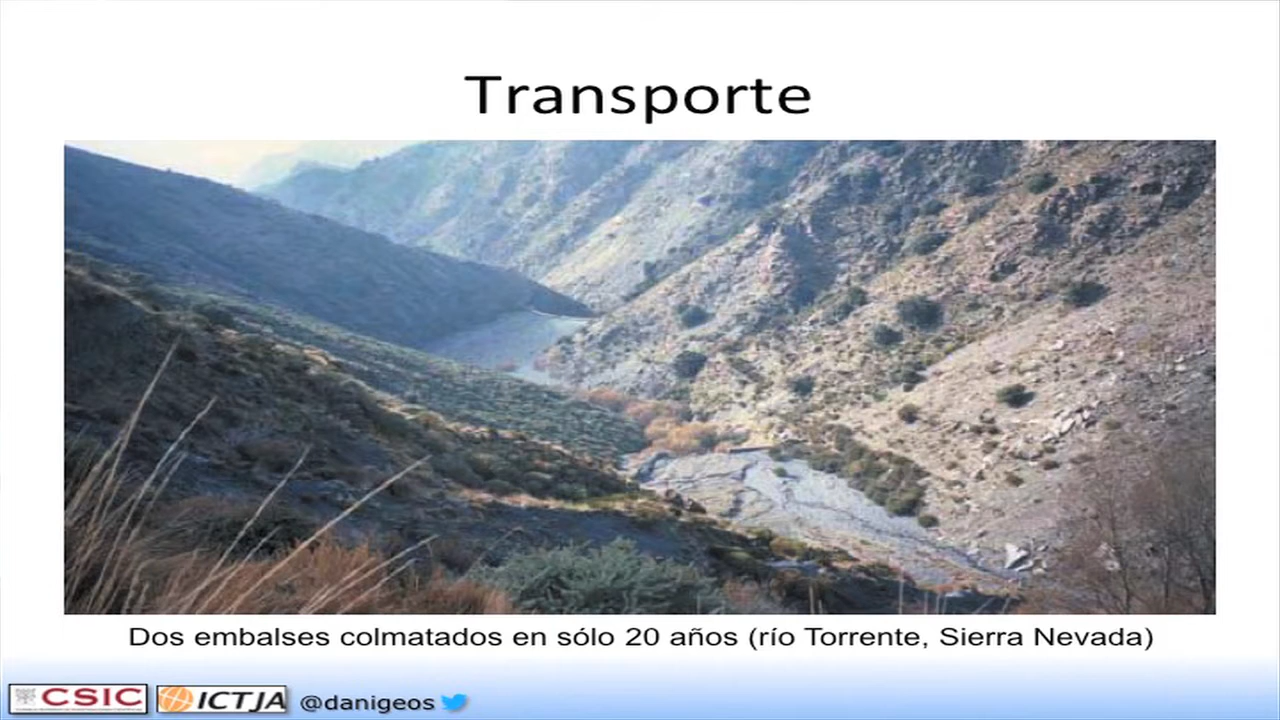 Transporte
Dos embalses colmatados en sólo 20 años (río Torrente, Sierra Nevada)
CSIC
ICTJA
@danigeos